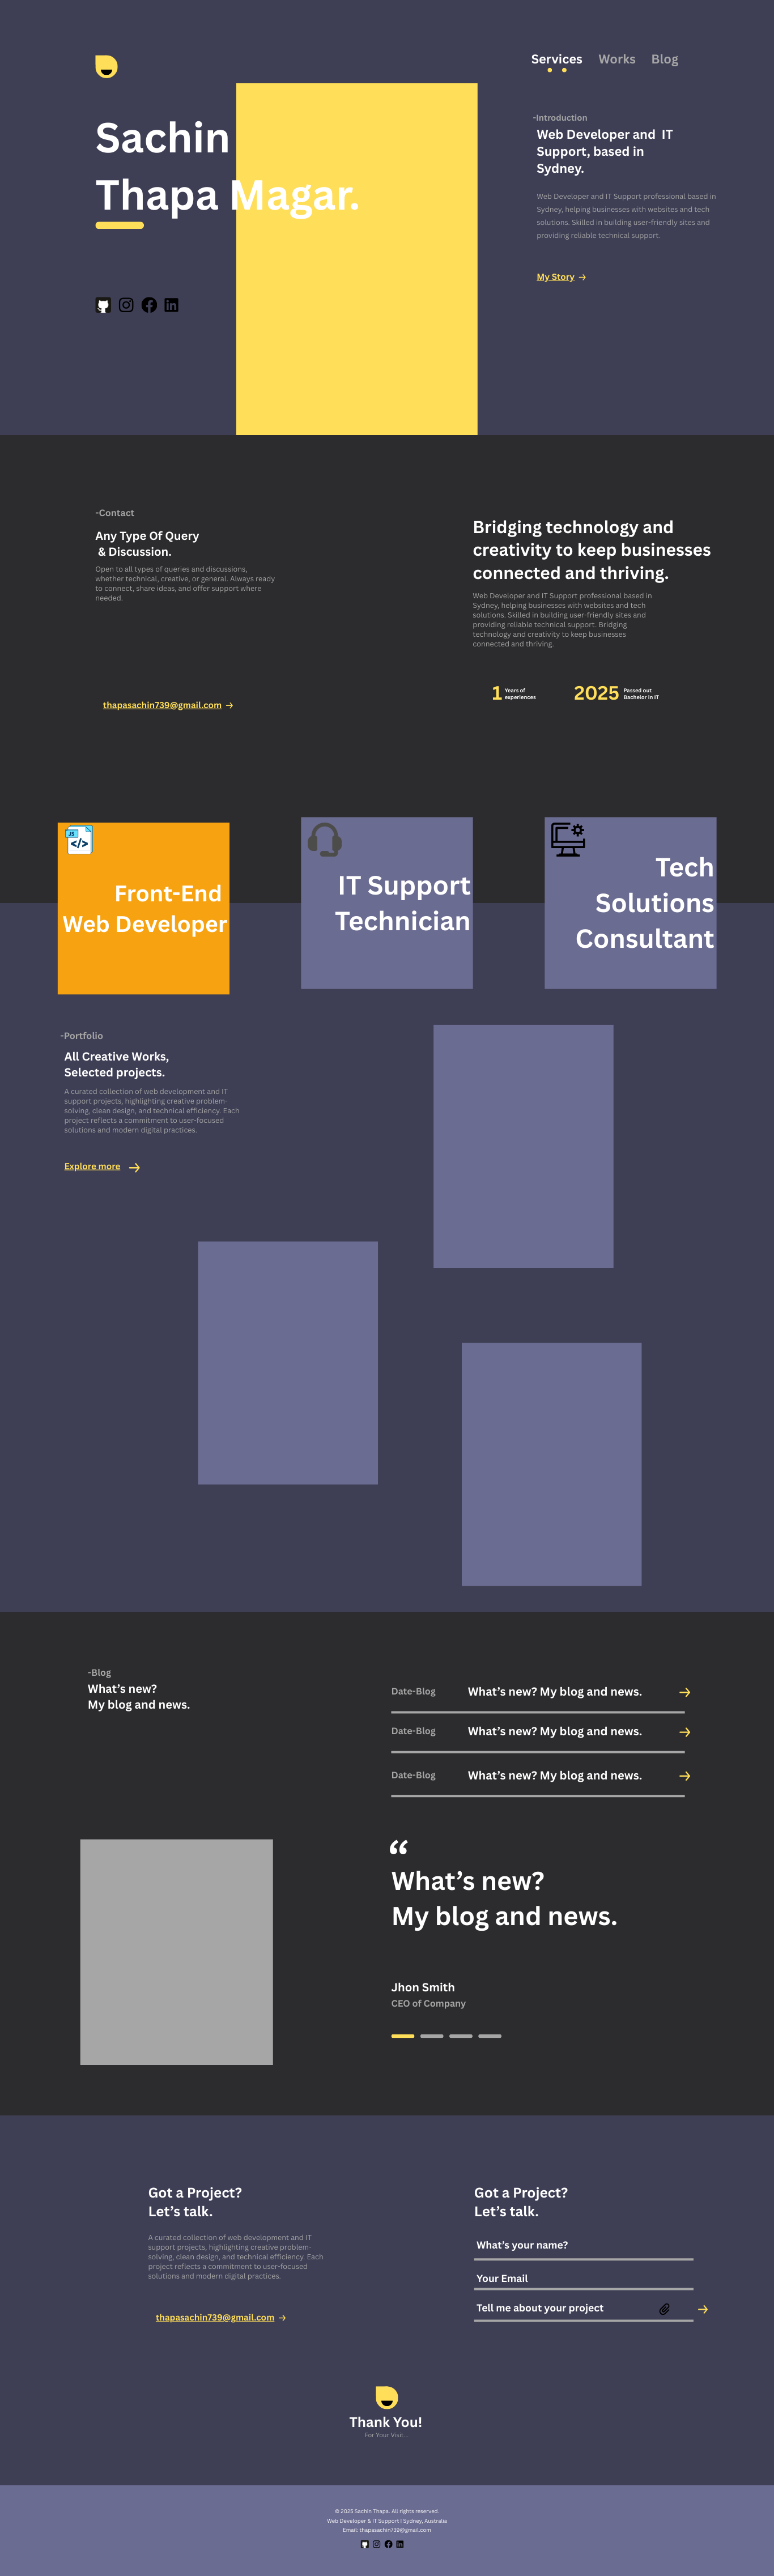 Services Works Blog
Sachin
Thapa Magar.
-Introduction
Web Developer and IT
Support, based in
Sydney.
Web Developer and IT Support professional based in
Sydney, helping businesses with websites and tech
solutions. Skilled in building user-friendly sites and
providing reliable technical support.
My Story →
-Contact
Any Type Of Query
& Discussion.
Open to all types of queries and discussions,
whether technical, creative, or general. Always ready
to connect, share ideas, and offer support where
needed.
thapasachin739@gmail.com →
Bridging technology and
creativity to keep businesses
connected and thriving.
Web Developer and IT Support professional based in
Sydney, helping businesses with websites and tech
solutions. Skilled in building user-friendly sites and
providing reliable technical support. Bridging
technology and creativity to keep businesses
connected and thriving.
1 Years of
experiences
2025 Passed out
Bachelor in IT
JS
</>
Front-End
Web Developer
IT Support
Technician
Tech
Solutions
Consultant
-Portfolio
All Creative Works,
Selected projects.
A curated collection of web development and IT
support projects, highlighting creative problem-
solving, clean design, and technical efficiency. Each
project reflects a commitment to user-focused
solutions and modern digital practices.
Explore more →
-Blog
What's new?
My blog and news.
Date-Blog What's new? My blog and news. →
Date-Blog What's new? My blog and news. →
Date-Blog What's new? My blog and news. →
“
What's new?
My blog and news.
Jhon Smith
CEO of Company
Got a Project?
Let's talk.
A curated collection of web development and IT
support projects, highlighting creative problem-
solving, clean design, and technical efficiency. Each
project reflects a commitment to user-focused
solutions and modern digital practices.
thapasachin739@gmail.com →
Got a Project?
Let's talk.
What's your name?
Your Email
Tell me about your project →
Thank You!
For Your Visit. .
© 2025 Sachin Thapa. All rights reserved.
Web Developer & IT Support | Sydney, Australia
Email: thapasachin739@gmail.com